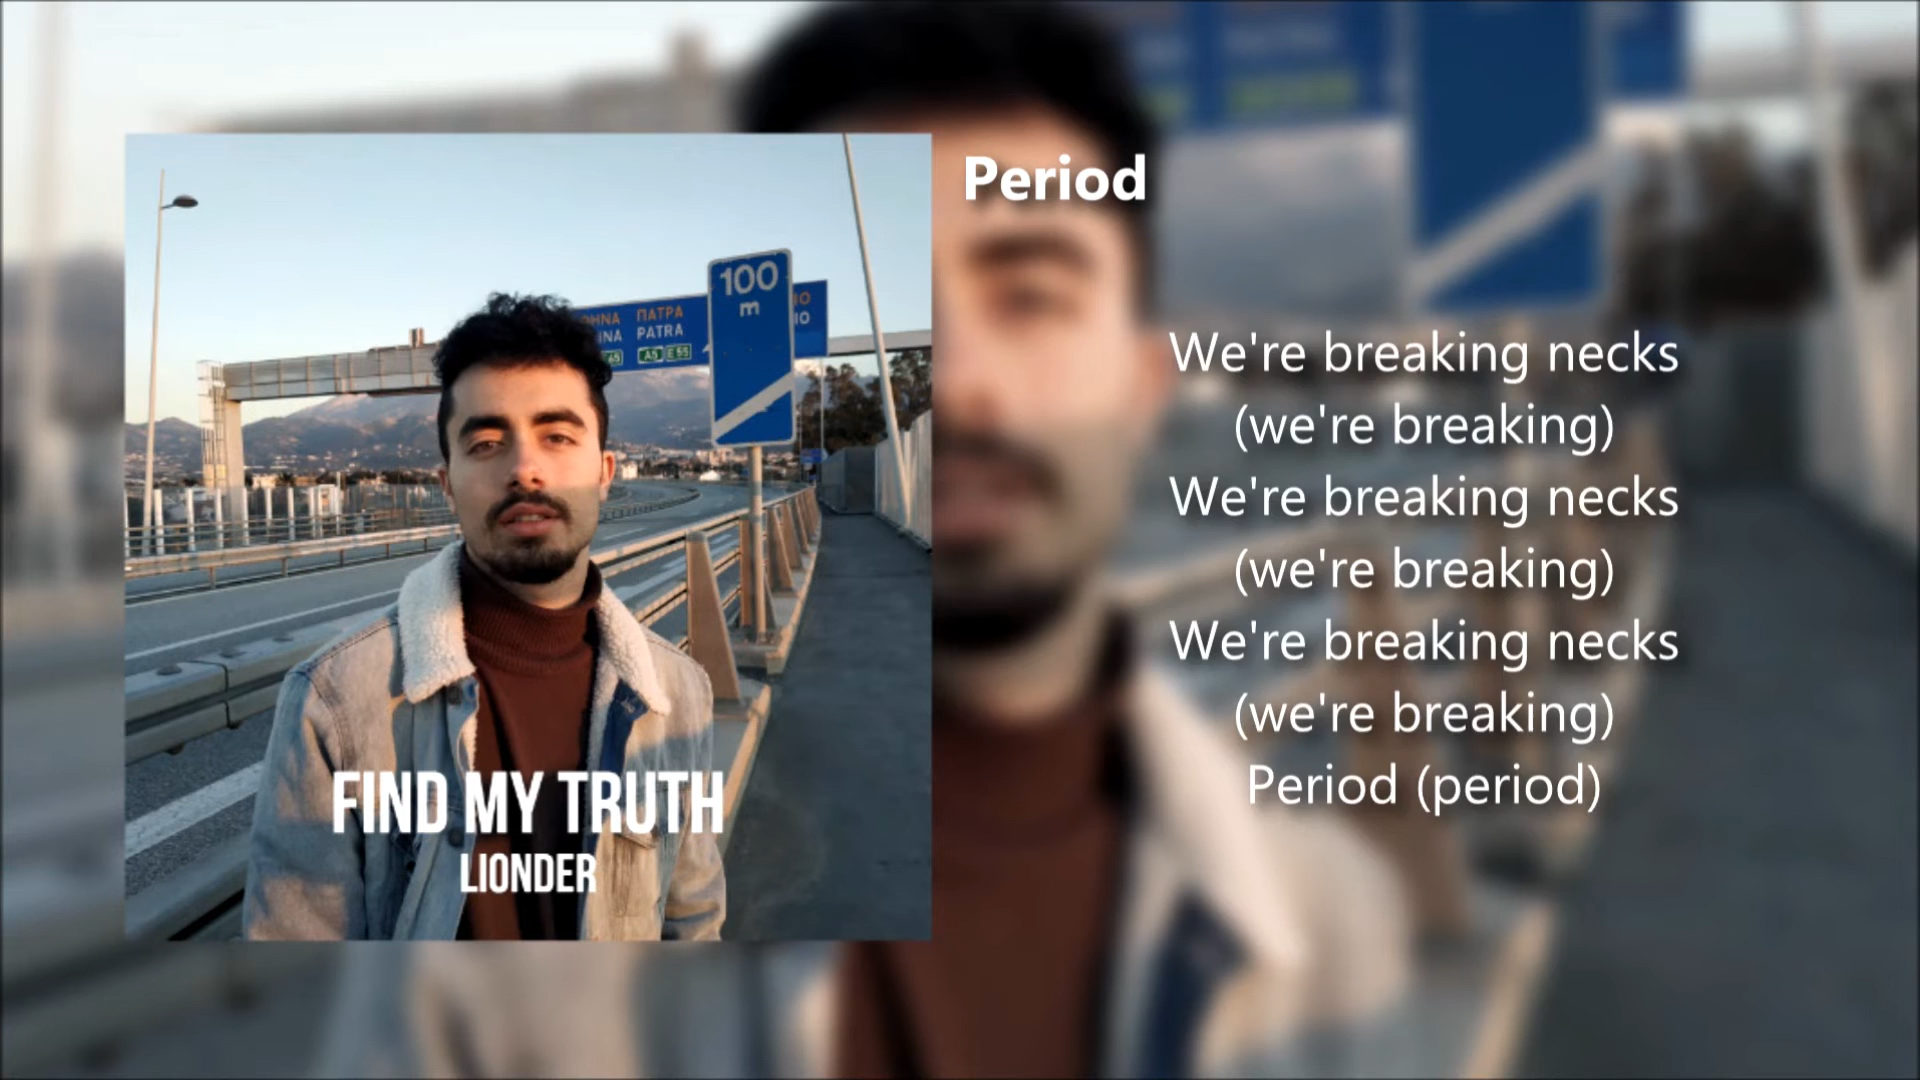 Period
We're breaking necks
(we're breaking)
We're breaking necks
(we're breaking)
We're breaking necks
(we're breaking)
Period (period)
100
m
ΠΑΤΡΑ
PATRA
A5 E 55
FIND MY TRUTH
LIONDER